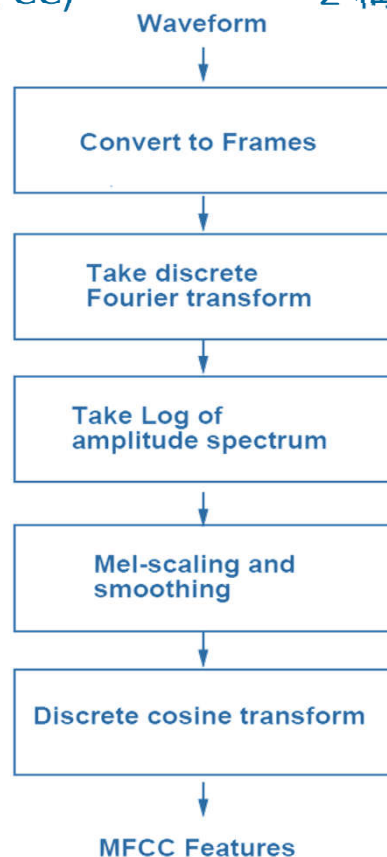 CC)
Waveform
Convert to Frames
Take discrete
Fourier transform
Take Log of
amplitude spectrum
Mel-scaling and
smoothing
Discrete cosine transform
MFCC Features